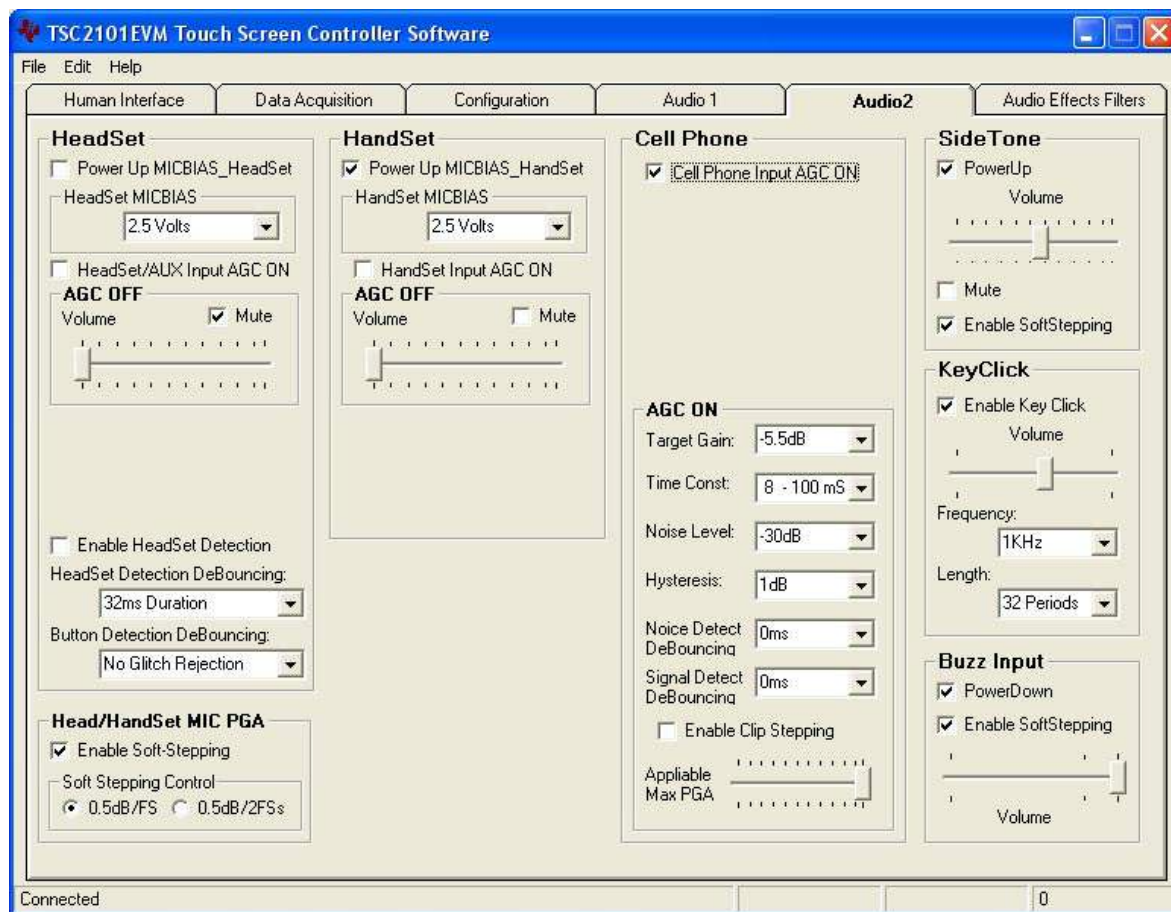 TSC2101EVM Touch Screen Controller Software
File Edit Help
Human Interface Data Acquisition Configuration Audio 1 Audio2 Audio Effects Filters
HeadSet
Power Up MICBIAS_HeadSet
HeadSet MICBIAS
2.5 Volts
HeadSet/AUX Input AGC ON
AGC OFF
Volume Mute
Enable HeadSet Detection
HeadSet Detection DeBouncing:
32ms Duration
Button Detection DeBouncing:
No Glitch Rejection
Head/HandSet MIC PGA
Enable Soft-Stepping
Soft Stepping Control
0.5dB/FS 0.5dB/2FSs
HandSet
Power Up MICBIAS_HandSet
HandSet MICBIAS
2.5 Volts
HandSet Input AGC ON
AGC OFF
Volume Mute
Cell Phone
Cell Phone Input AGC ON
AGC ON
Target Gain: -5.5dB
Time Const: 8 - 100 mS
Noise Level: -30dB
Hysteresis: 1dB
Noice Detect 0ms
DeBouncing
Signal Detect 0ms
DeBouncing
Enable Clip Stepping
Appliable
Max PGA
SideTone
PowerUp
Volume
Mute
Enable SoftStepping
KeyClick
Enable Key Click
Volume
Frequency:
1KHz
Length:
32 Periods
Buzz Input
PowerDown
Enable SoftStepping
Volume
Connected 0